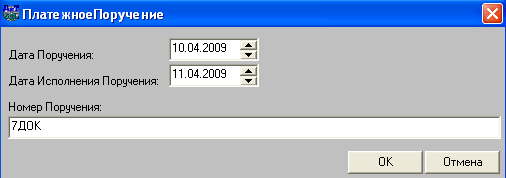 ПлатежноеПоручение
Дата Поручения: 10.04.2009
Дата Исполнения Поручения: 11.04.2009
Номер Поручения:
7ДОК
OK Отмена